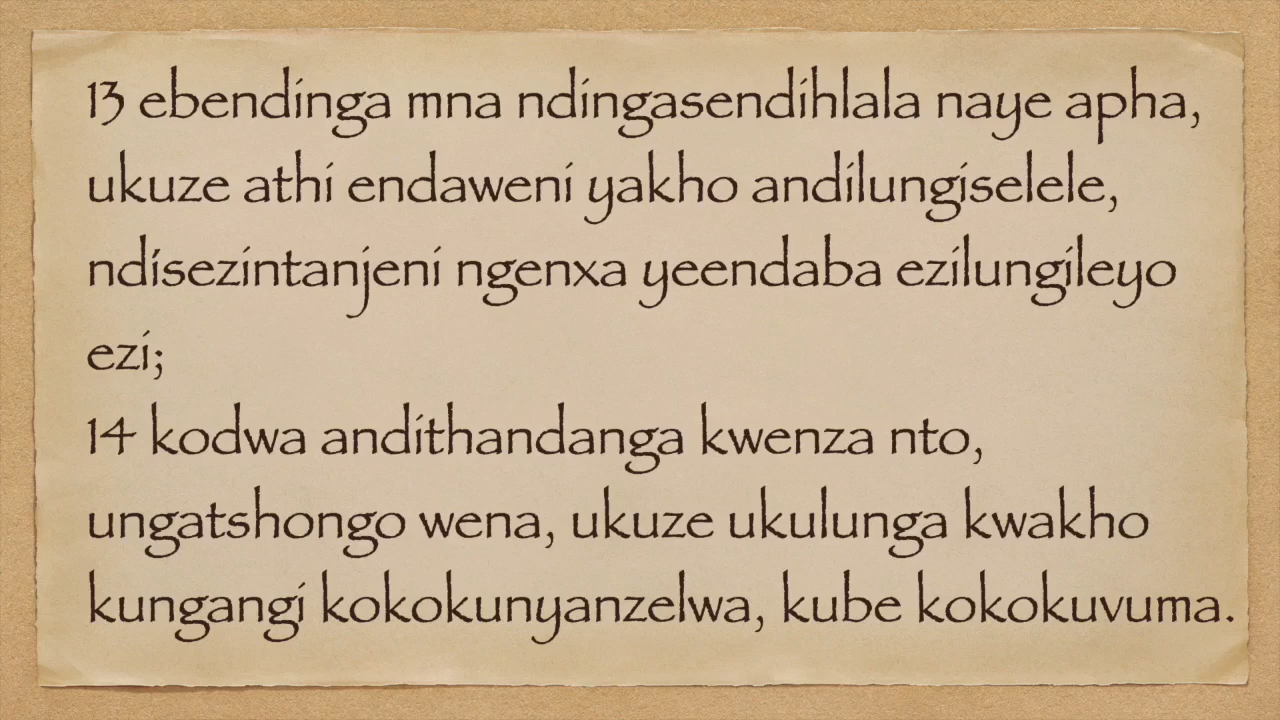 13 ebendinga mna ndingasendihlala naye apha,
ukuze athi endaweni yakho andilungiselele,
ndisezintanjeni ngenxa yeendaba ezilungileyo
ezi;
14 kodwa andithandanga kwenza nto,
ungatshongo wena, ukuze ukulunga kwakho
kungangi kokokunyanzelwa, kube kokokuvuma.